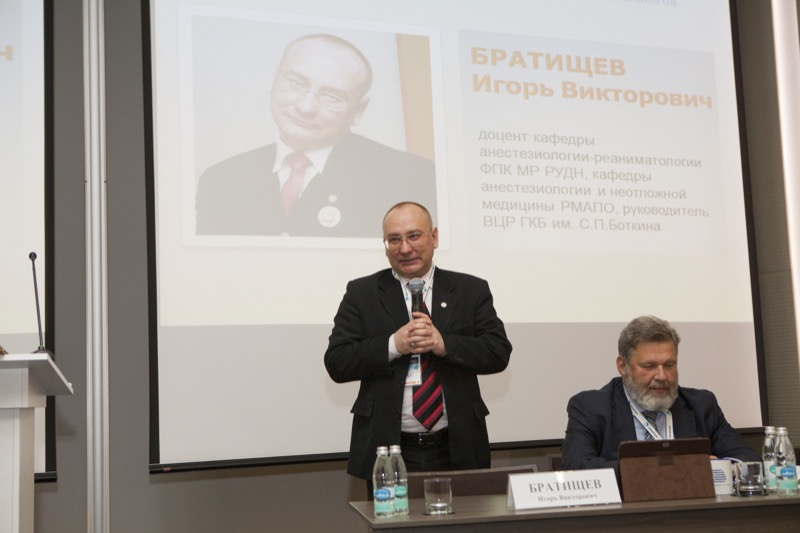 БРАТИЩЕВ
Игорь Викторович
доцент кафедры
анестезиологии-реаниматологии
ФПК МР РУДН, кафедры
анестезиологии и неотложной
медицины РМАПО, руководитель
ВЦР ГКБ им. С.П.Боткина
БРАТИЩЕВ
Игорь Викторович